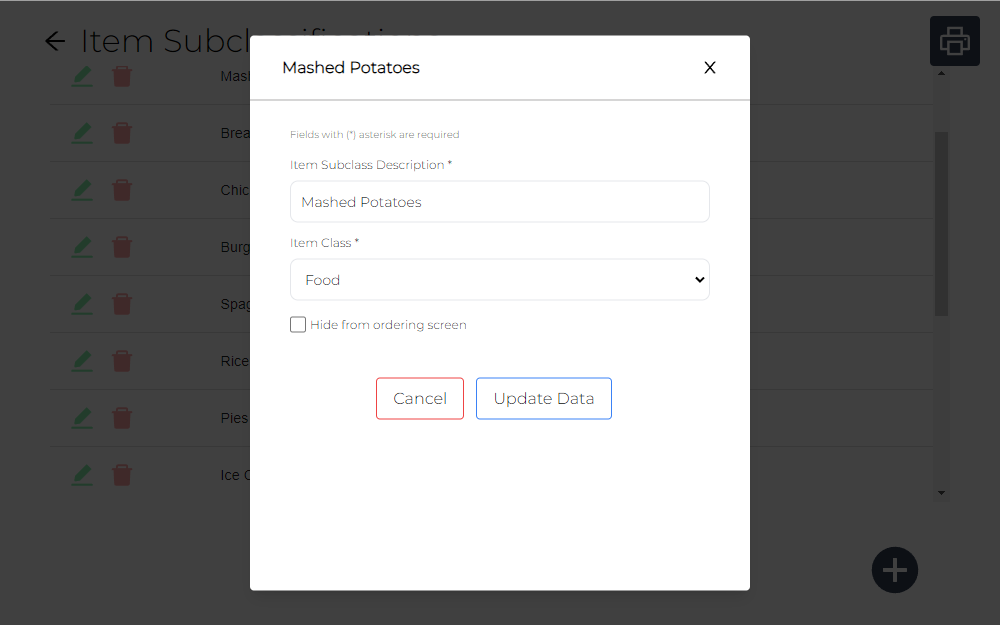 Item Subcl
Mashed Potatoes
X
Mas
Fields with (*) asterisk are required
Brea
Item Subclass Description *
Chic
Mashed Potatoes
Item Class *
Burg
Food
Spag
Hide from ordering screen
Rice
Cancel
Update Data
Pies
Ice C